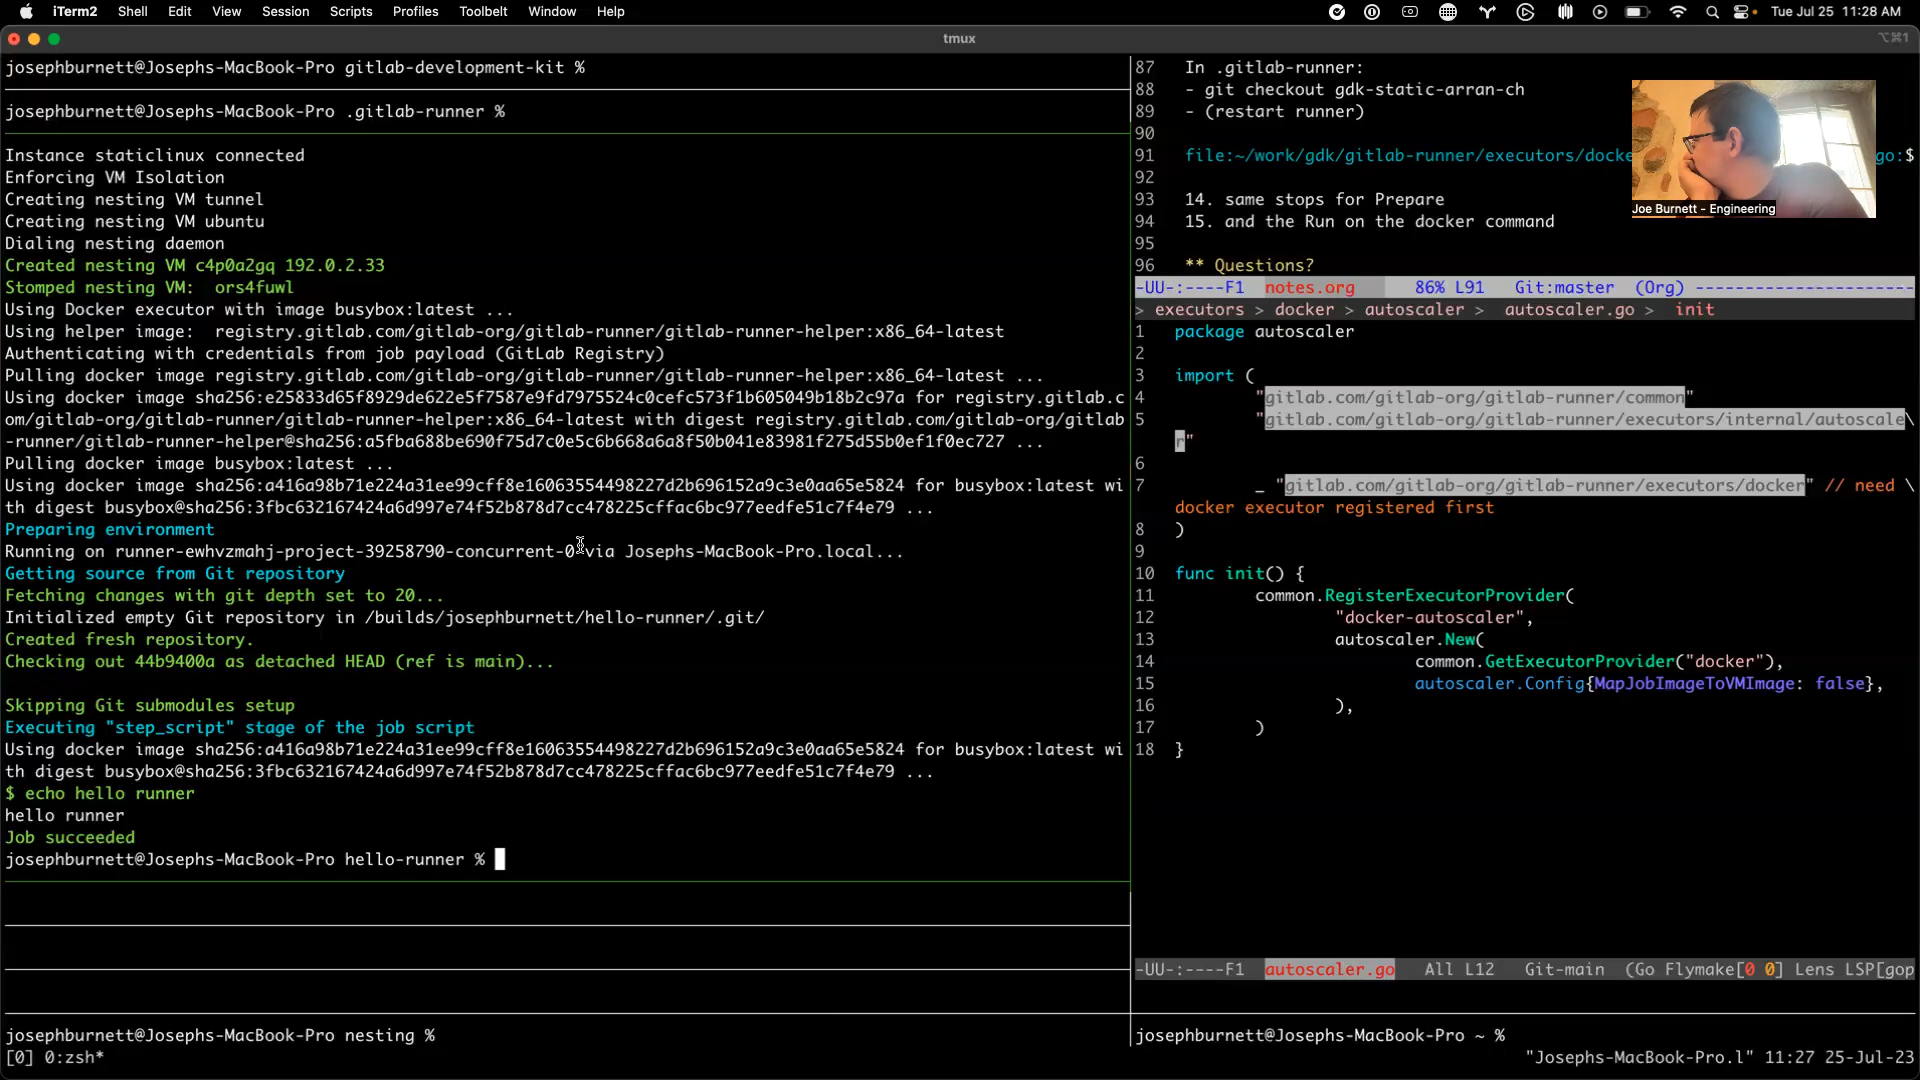 iTerm2 Shell Edit View Session Scripts Profiles Toolbelt Window Help Tue Jul 25 11:28 AM
tmux ⌥⌘1
josephburnett@Josephs-MacBook-Pro gitlab-development-kit %
josephburnett@Josephs-MacBook-Pro .gitlab-runner %
Instance staticlinux connected
Enforcing VM Isolation
Creating nesting VM tunnel
Creating nesting VM ubuntu
Dialing nesting daemon
Created nesting VM c4p0a2gq 192.0.2.33
Stomped nesting VM:  ors4fuwl
Using Docker executor with image busybox:latest ...
Using helper image:  registry.gitlab.com/gitlab-org/gitlab-runner/gitlab-runner-helper:x86_64-latest
Authenticating with credentials from job payload (GitLab Registry)
Pulling docker image registry.gitlab.com/gitlab-org/gitlab-runner/gitlab-runner-helper:x86_64-latest ...
Using docker image sha256:e25833d65f8929de622e5f7587e9fd7975524c0cefc573f1b605049b18b2c97a for registry.gitlab.c
om/gitlab-org/gitlab-runner/gitlab-runner-helper:x86_64-latest with digest registry.gitlab.com/gitlab-org/gitlab
-runner/gitlab-runner-helper@sha256:a5fba688be690f75d7c0e5c6b668a6a8f50b041e83981f275d55b0ef1f0ec727 ...
Pulling docker image busybox:latest ...
Using docker image sha256:a416a98b71e224a31ee99cff8e16063554498227d2b696152a9c3e0aa65e5824 for busybox:latest wi
th digest busybox@sha256:3fbc632167424a6d997e74f52b878d7cc478225cffac6bc977eedfe51c7f4e79 ...
Preparing environment
Running on runner-ewhvzmahj-project-39258790-concurrent-0 via Josephs-MacBook-Pro.local...
Getting source from Git repository
Fetching changes with git depth set to 20...
Initialized empty Git repository in /builds/josephburnett/hello-runner/.git/
Created fresh repository.
Checking out 44b9400a as detached HEAD (ref is main)...
Skipping Git submodules setup
Executing "step_script" stage of the job script
Using docker image sha256:a416a98b71e224a31ee99cff8e16063554498227d2b696152a9c3e0aa65e5824 for busybox:latest wi
th digest busybox@sha256:3fbc632167424a6d997e74f52b878d7cc478225cffac6bc977eedfe51c7f4e79 ...
$ echo hello runner
hello runner
Job succeeded
josephburnett@Josephs-MacBook-Pro hello-runner %
josephburnett@Josephs-MacBook-Pro nesting %
[0] 0:zsh*
87 In .gitlab-runner:
88 - git checkout gdk-static-arran-ch
89 - (restart runner)
90
91 file:~/work/gdk/gitlab-runner/executors/docke go:$
92
93 14. same stops for Prepare
94 15. and the Run on the docker command
95
96 ** Questions?
Joe Burnett - Engineering
-UU-:----F1 notes.org 86% L91 Git:master (Org) ----------------------
> executors > docker > autoscaler > autoscaler.go > init
1 package autoscaler
2
3 import (
4 "gitlab.com/gitlab-org/gitlab-runner/common"
5 "gitlab.com/gitlab-org/gitlab-runner/executors/internal/autoscale\
r"
6
7 _ "gitlab.com/gitlab-org/gitlab-runner/executors/docker" // need \
docker executor registered first
8 )
9
10 func init() {
11 common.RegisterExecutorProvider(
12 "docker-autoscaler",
13 autoscaler.New(
14 common.GetExecutorProvider("docker"),
15 autoscaler.Config{MapJobImageToVMImage: false},
16 ),
17 )
18 }
-UU-:----F1 autoscaler.go All L12 Git-main (Go Flymake[0 0] Lens LSP[gop
josephburnett@Josephs-MacBook-Pro ~ %
"Josephs-MacBook-Pro.l" 11:27 25-Jul-23